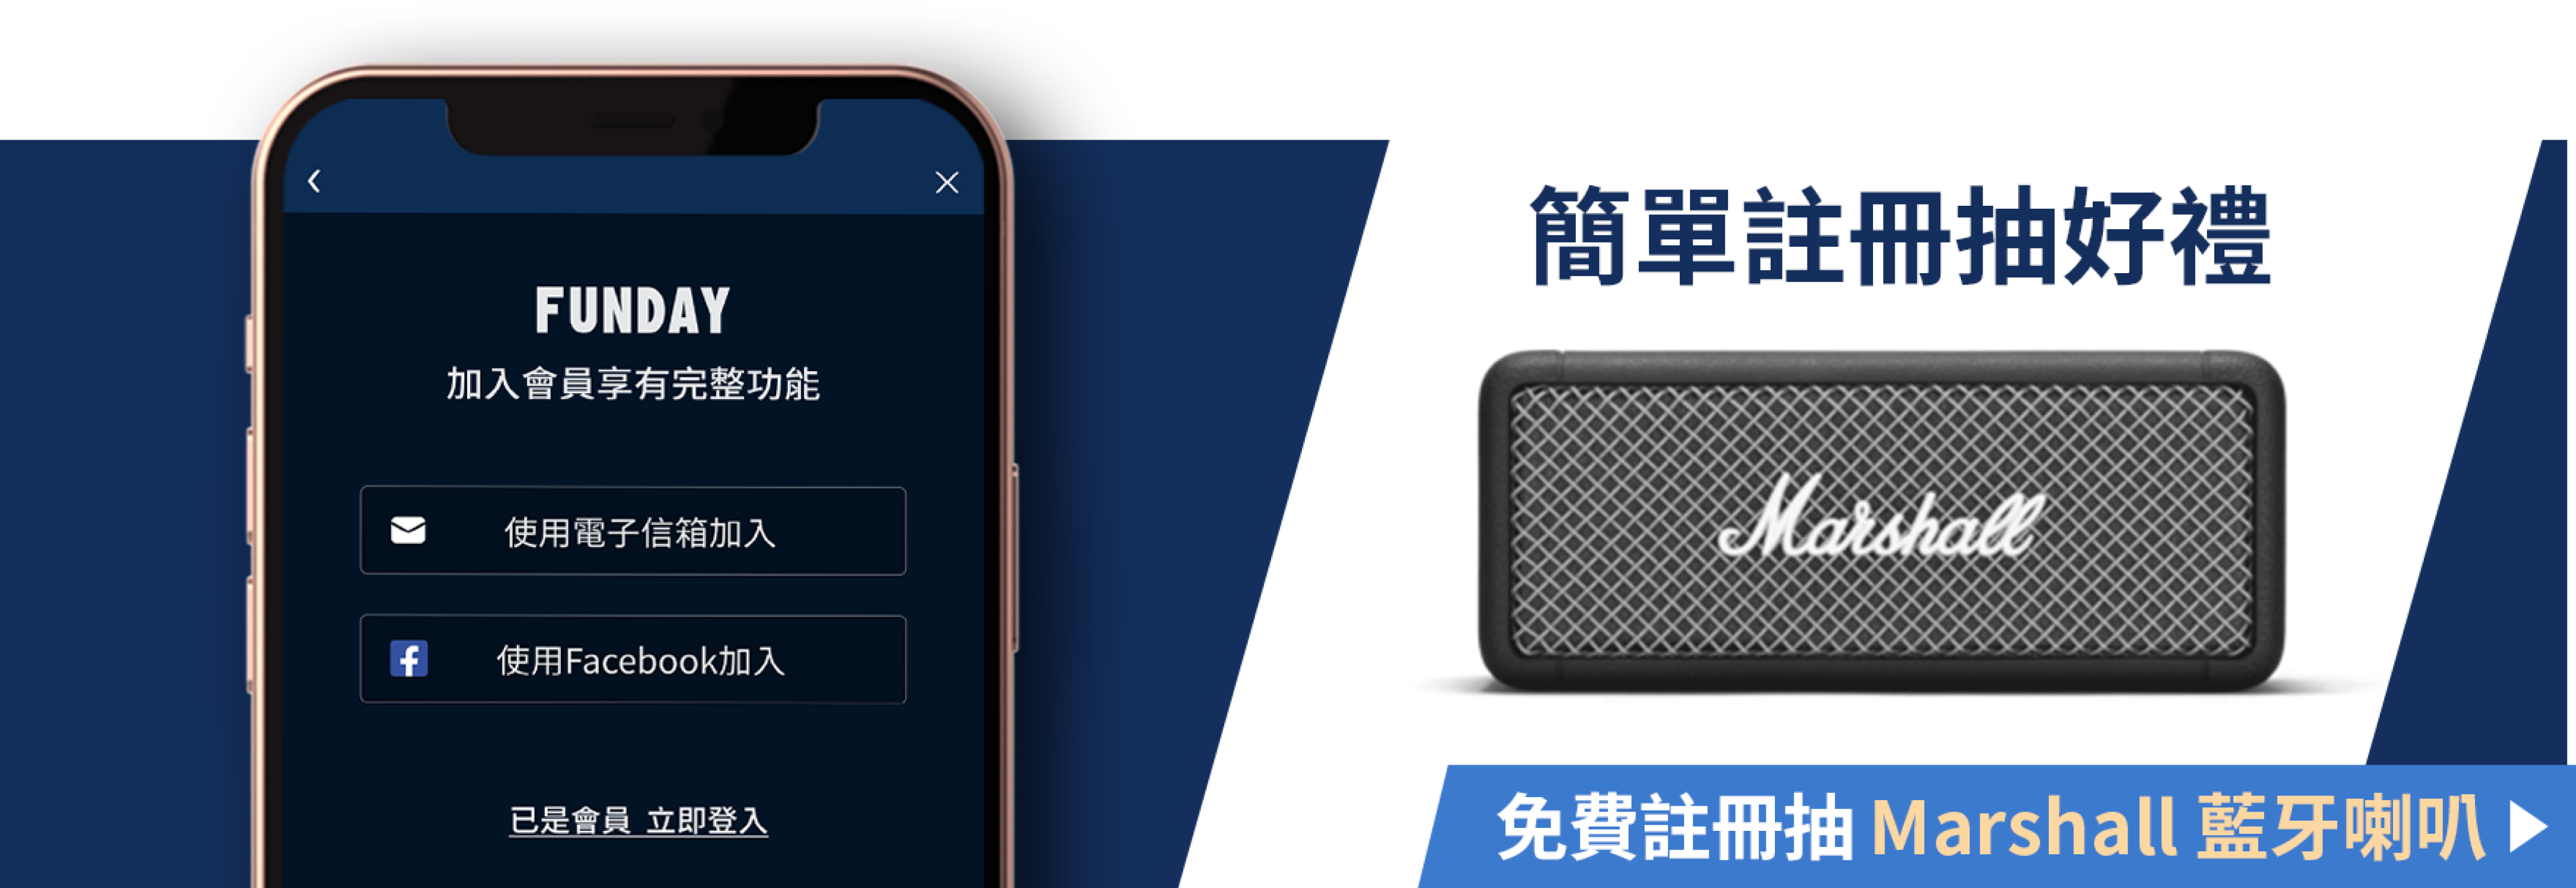 FUNDAY
加入會員享有完整功能
使用電子信箱加入
使用Facebook加入
已是會員 立即登入
簡單註冊抽好禮
Marshall
免費註冊抽 Marshall 藍牙喇叭